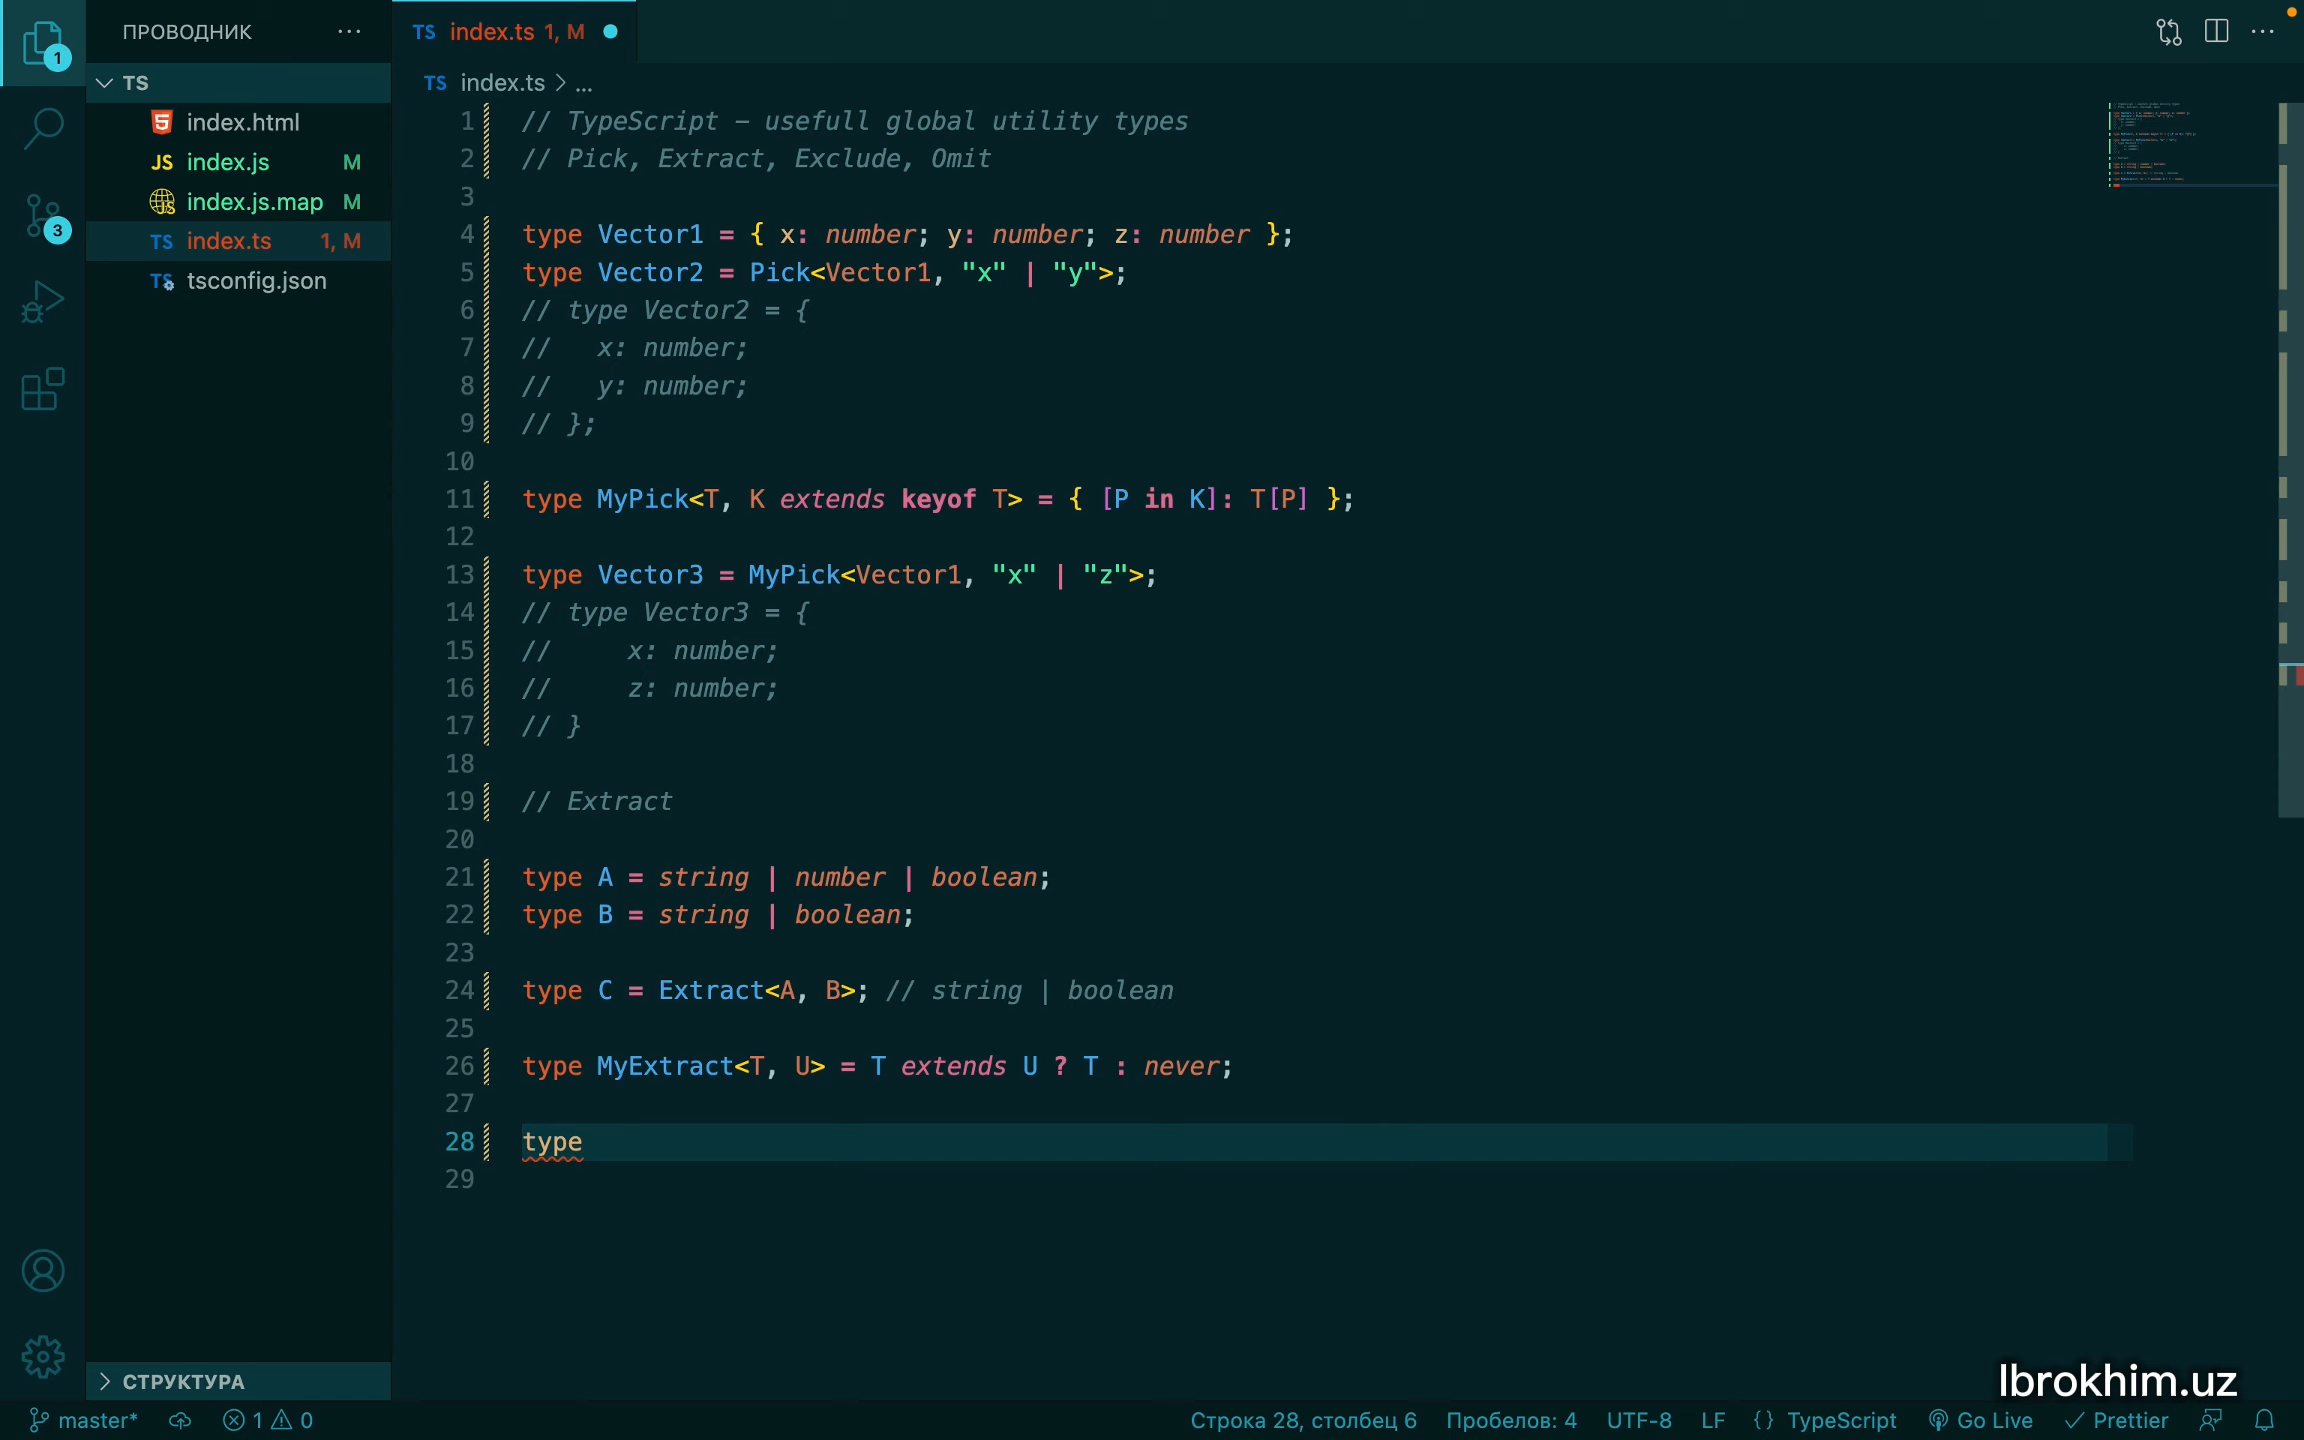 1
ПРОВОДНИК
TS index.ts 1, M
TS
TS index.ts > ...
index.html
JS index.js M
index.js.map M
3
TS index.ts 1, M
TS tsconfig.json
1 // TypeScript – usefull global utility types
2 // Pick, Extract, Exclude, Omit
3
4 type Vector1 = { x: number; y: number; z: number };
5 type Vector2 = Pick<Vector1, "x" | "y">;
6 // type Vector2 = {
7 //   x: number;
8 //   y: number;
9 // };
10
11 type MyPick<T, K extends keyof T> = { [P in K]: T[P] };
12
13 type Vector3 = MyPick<Vector1, "x" | "z">;
14 // type Vector3 = {
15 //     x: number;
16 //     z: number;
17 // }
18
19 // Extract
20
21 type A = string | number | boolean;
22 type B = string | boolean;
23
24 type C = Extract<A, B>; // string | boolean
25
26 type MyExtract<T, U> = T extends U ? T : never;
27
28 type
29
СТРУКТУРА
Ibrokhim.uz
master* 1 0 Строка 28, столбец 6 Пробелов: 4 UTF-8 LF {} TypeScript Go Live Prettier